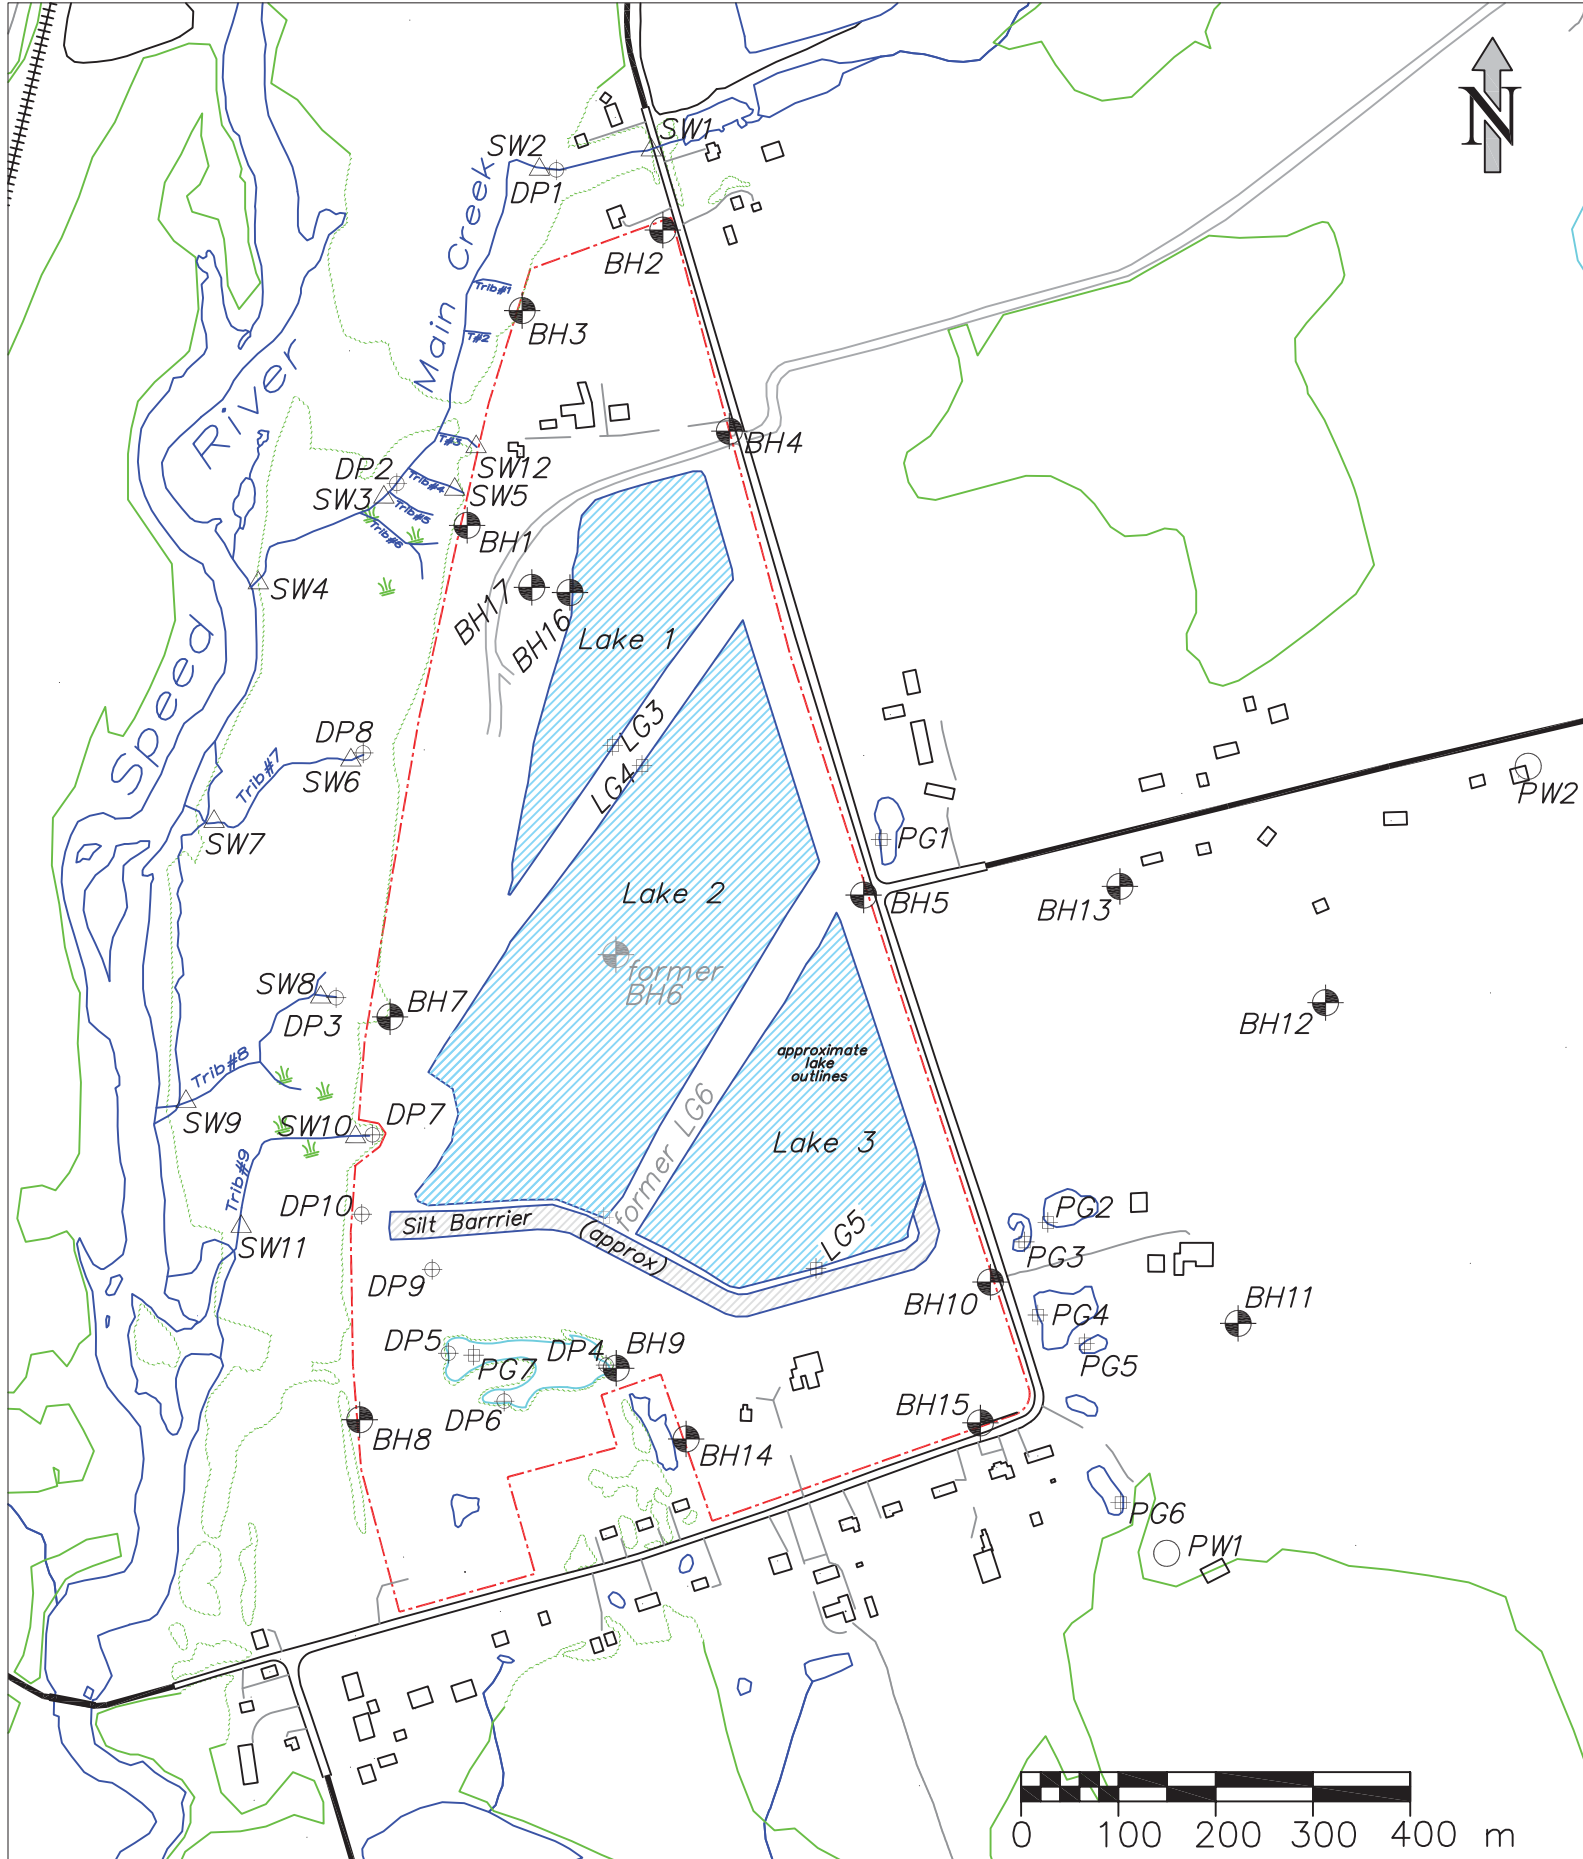 N
SW1
SW2
DP1
Main Creek
BH2
Trib#1
T#2
BH3
River
T#3
SW12
BH4
DP2
SW3
Trib#4
SW5
Trib#5
Trib#6
BH1
SW4
BH17
BH16
Lake 1
Speed
LG3
LG4
DP8
SW6
Trib#7
SW7
PW2
PG1
Lake 2
BH5
BH13
former
BH6
SW8
DP3
BH7
BH12
approximate
lake
outlines
Trib#8
SW9
SW10
DP7
former LG6
Lake 3
Trib#9
DP10
Silt Barrrier
(approx)
SW11
LG5
PG2
PG3
DP9
BH10
PG4
BH11
PG5
DP5
PG7
DP4
BH9
DP6
BH8
BH14
BH15
PG6
PW1
0 100 200 300 400 m